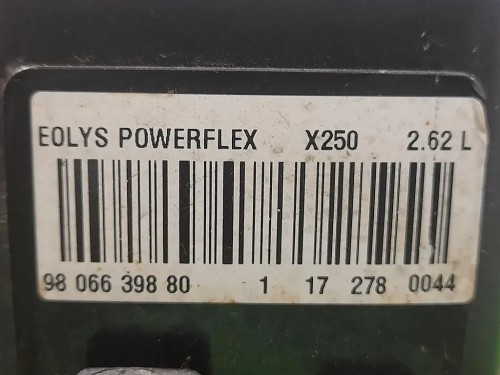 EOLYS POWERFLEX X250 2.62 L
98 066 398 80 1 17 278 0044